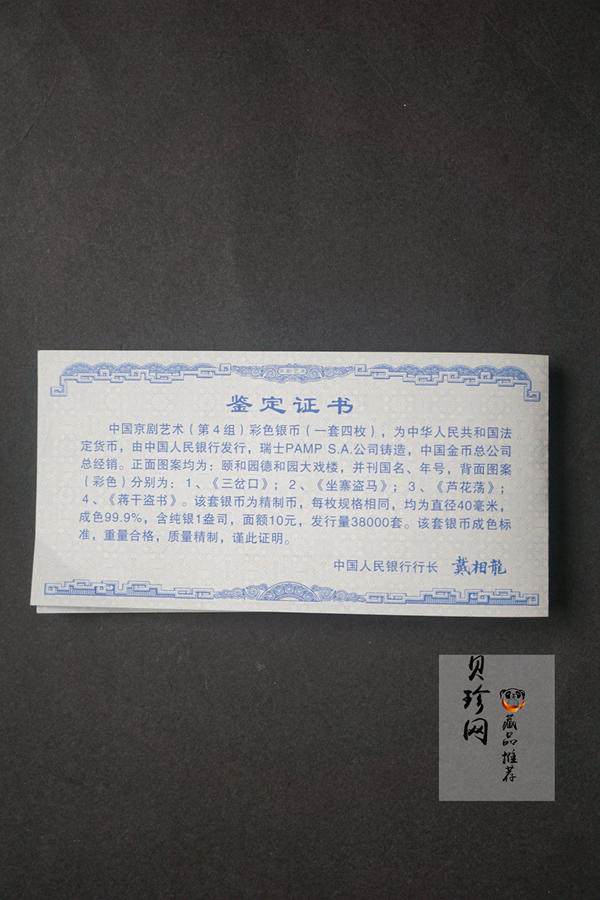 鉴定证书
中国京剧艺术（第4组）彩色银币（一套四枚），为中华人民共和国法
定货币，由中国人民银行发行，瑞士PAMP S.A.公司铸造，中国金币总公司
总经销。正面图案均为：颐和园德和园大戏楼，并刊国名、年号，背面图案
（彩色）分别为：1、《三岔口》；2、《坐寨盗马》；3、《芦花荡》；
4、《蒋干盗书》。该套银币为精制币，每枚规格相同，均为直径40毫米，
成色99.9%，含纯银1盎司，面额10元，发行量38000套。该套银币成色标
准，重量合格，质量精制，谨此证明。
中国人民银行行长 戴相龍
贝珍网
藏品推荐